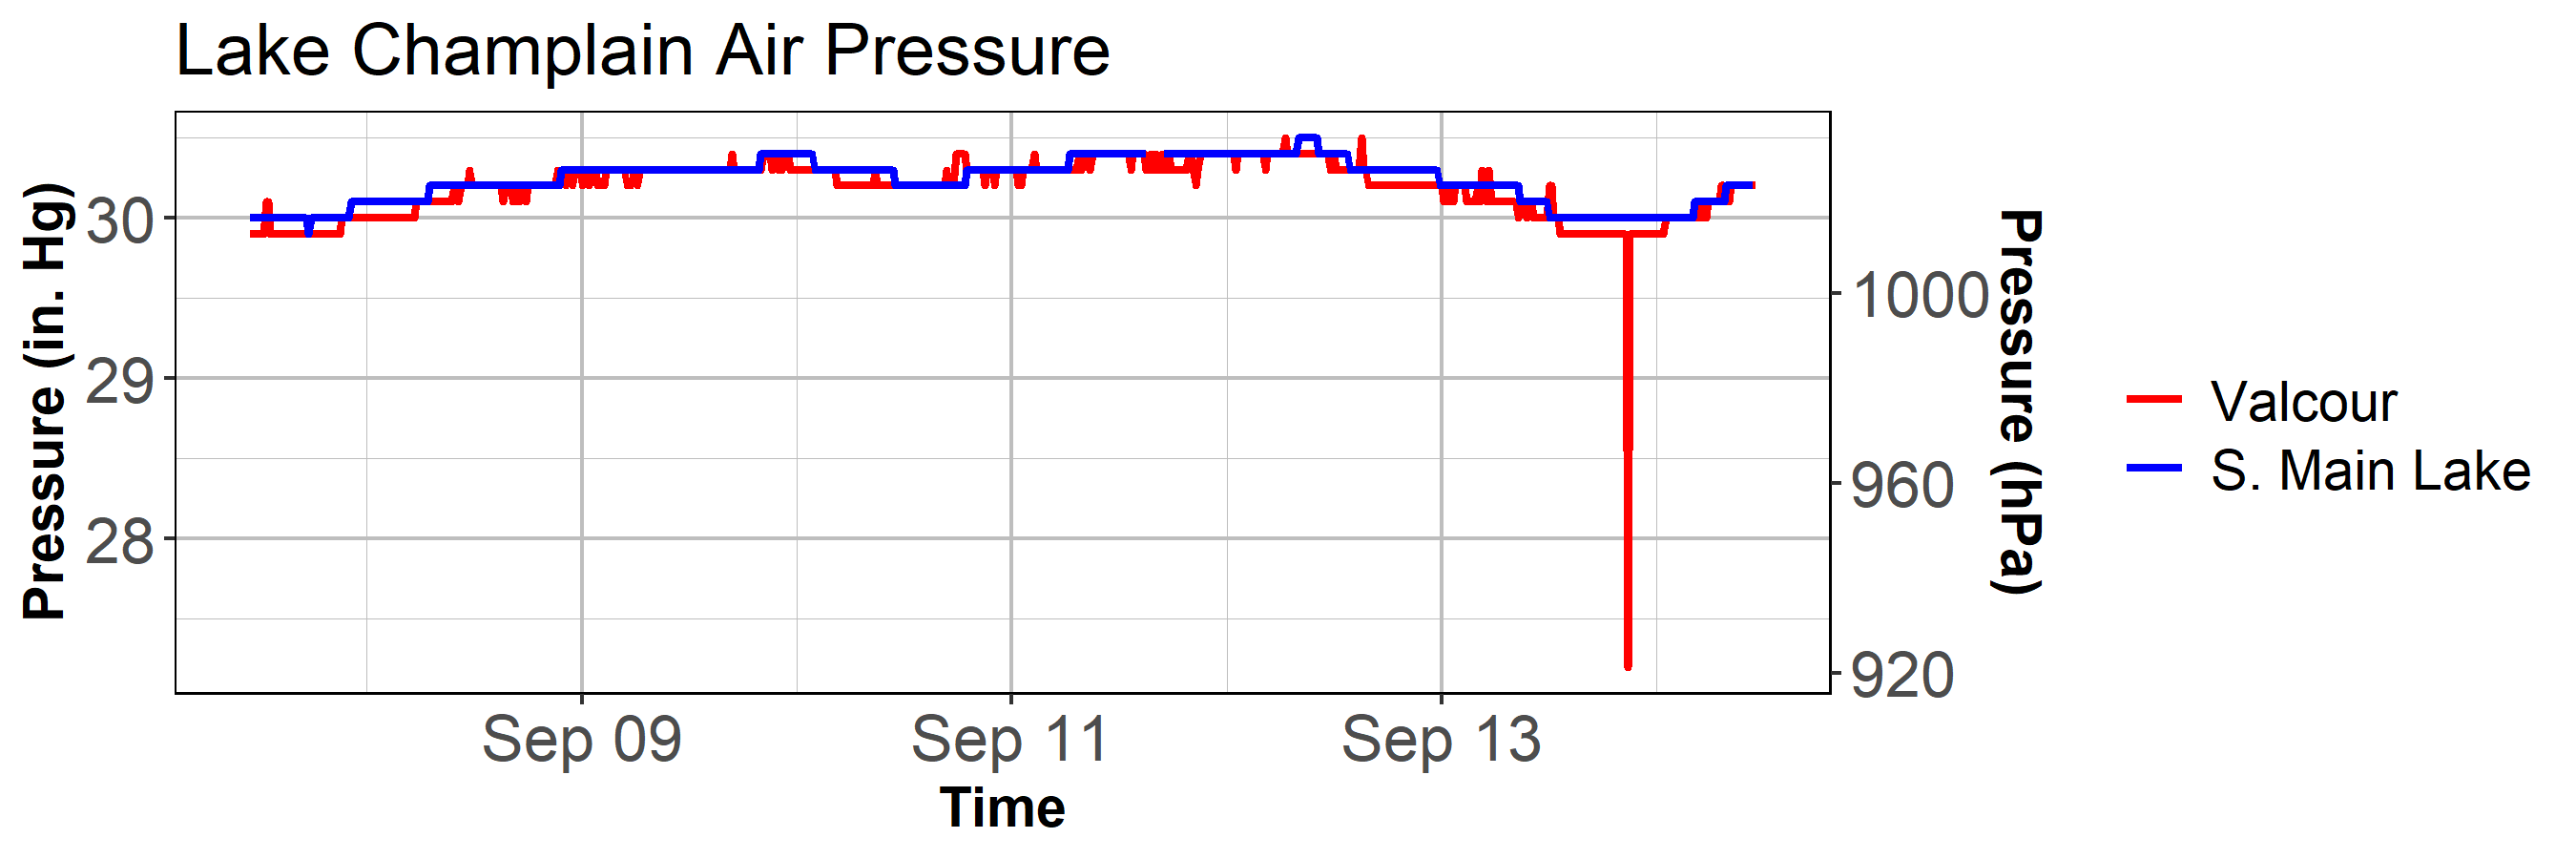 Lake Champlain Air Pressure
Pressure (in. Hg)
30
29
28
1000
960
920
Pressure (hPa)
Sep 09
Sep 11
Sep 13
Time
Valcour
S. Main Lake